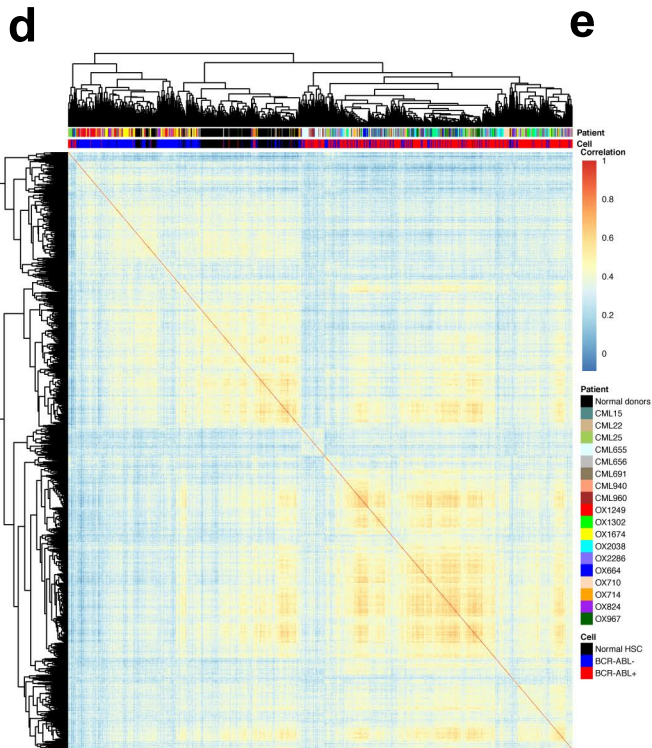 d
e
Patient
Cell
Correlation
1
0.8
0.6
0.4
0.2
0
Patient
Normal donors
CML15
CML22
CML25
CML655
CML656
CML691
CML940
CML960
OX1249
OX1302
OX1674
OX2038
OX2286
OX664
OX710
OX714
OX824
OX967
Cell
Normal HSC
BCR-ABL-
BCR-ABL+